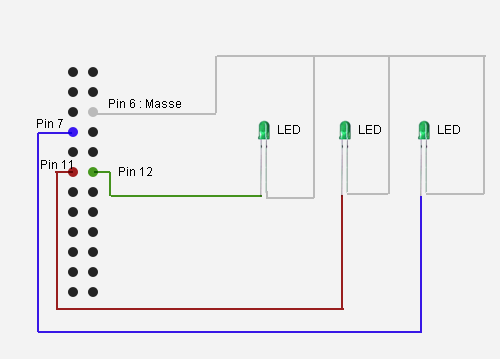 Pin 6 : Masse
Pin 7
LED
LED
LED
Pin 11
Pin 12